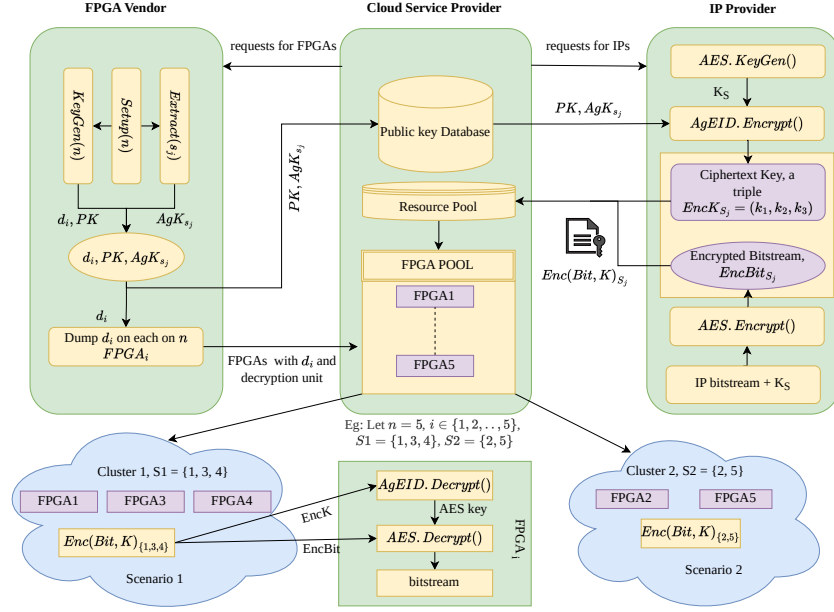 FPGA Vendor
Cloud Service Provider
IP Provider
requests for FPGAs
requests for IPs
KeyGen(n)
Setup(n)
Extract(s_j)
d_i, PK
AgK_{s_j}
d_i, PK, AgK_{s_j}
d_i
Dump d_i on each on n
FPGA_i
PK, AgK_{s_j}
FPGAs with d_i and
decryption unit
Public key Database
Resource Pool
FPGA POOL
FPGA1
FPGA5
PK, AgK_{s_j}
Enc(Bit, K)_{S_j}
AES.KeyGen()
K_S
AgEID.Encrypt()
Ciphertext Key, a
triple
EncK_{S_j} = (k_1, k_2, k_3)
Encrypted Bitstream,
EncBit_{S_j}
AES.Encrypt()
IP bitstream + K_S
Eg: Let n = 5, i ∈ {1, 2, . ., 5},
S1 = {1, 3, 4}, S2 = {2, 5}
Cluster 1, S1 = {1, 3, 4}
FPGA1
FPGA3
FPGA4
Enc(Bit, K)_{{1,3,4}}
Scenario 1
EncK
EncBit
AgEID.Decrypt()
AES key
AES.Decrypt()
bitstream
FPGA_i
Cluster 2, S2 = {2, 5}
FPGA2
FPGA5
Enc(Bit, K)_{{2,5}}
Scenario 2